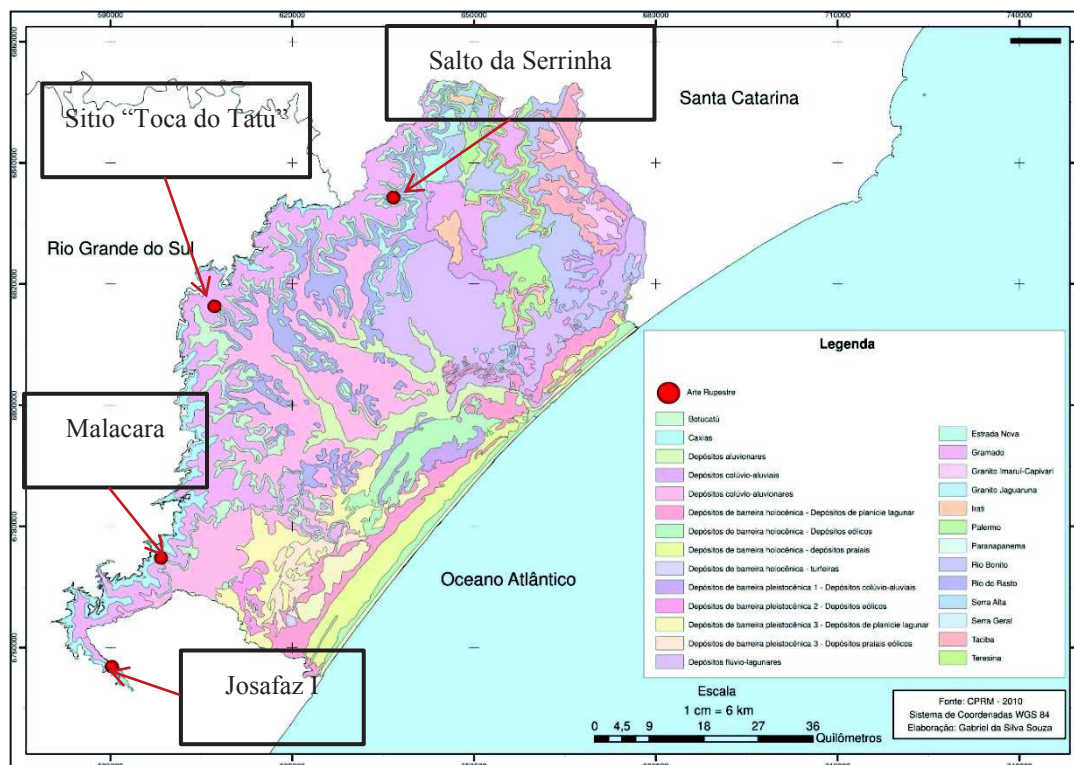 590000
620000
650000
680000
710000
740000
Salto da Serrinha
Santa Catarina
Sítio “Toca do Tatu”
Rio Grande do Sul
Malacara
Josafaz I
Oceano Atlântico
6840000
6820000
6800000
6780000
6760000
Legenda
Arte Rupestre
Botucatú
Caxias
Depósitos aluvionares
Depósitos colúvio-aluviais
Depósitos colúvio-aluvionares
Depósitos de barreira holocênica - Depósitos de planície lagunar
Depósitos de barreira holocênica - Depósitos eólicos
Depósitos de barreira holocênica - depósitos praiais
Depósitos de barreira holocênica - turfeiras
Depósitos de barreira pleistocênica 1 - Depósitos colúvio-aluviais
Depósitos de barreira pleistocênica 2 - Depósitos eólicos
Depósitos de barreira pleistocênica 3 - Depósitos de planície lagunar
Depósitos de barreira pleistocênica 3 - Depósitos praiais eólicos
Depósitos flúvio-lagunares
Estrada Nova
Gramado
Granito Imaruí-Capivari
Granito Jaguaruna
Irati
Palermo
Paranapanema
Rio Bonito
Rio do Rasto
Serra Alta
Serra Geral
Taciba
Teresina
Escala
1 cm = 6 km
0 4,5 9 18 27 36
Quilômetros
Fonte: CPRM - 2010
Sistema de Coordenadas WGS 84
Elaboração: Gabriel da Silva Souza